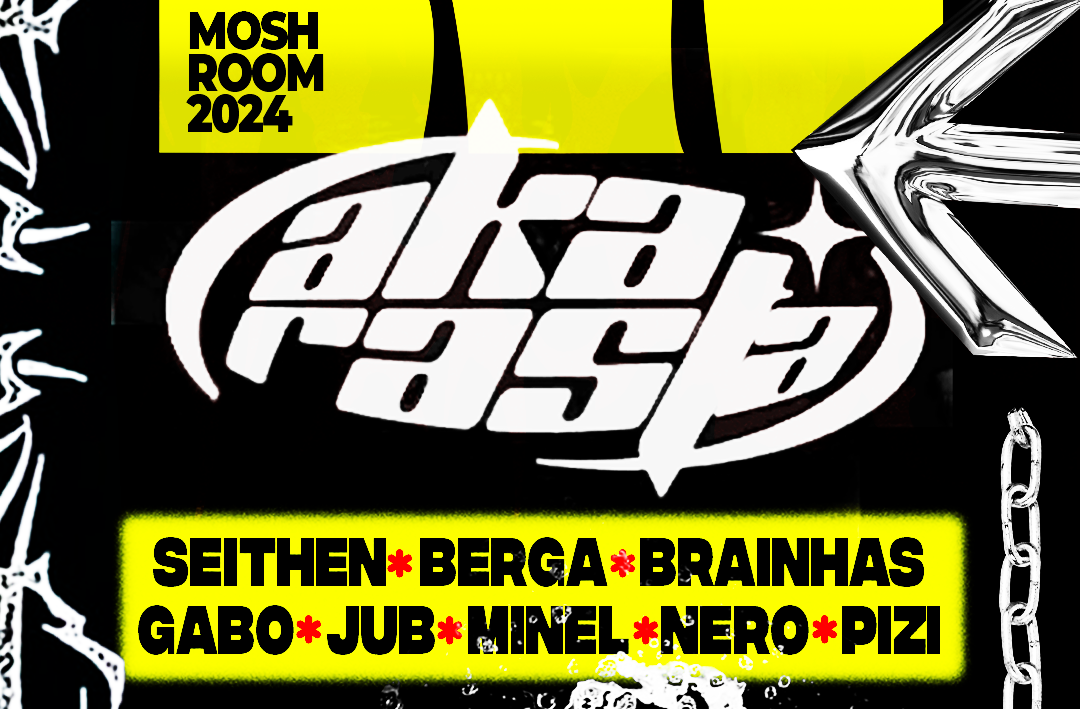 MOSH
ROOM
2024
aka
rasta
SEITHEN*BERGA*BRAINHAS
GABO*JUB*MINEL*NERO*PIZI